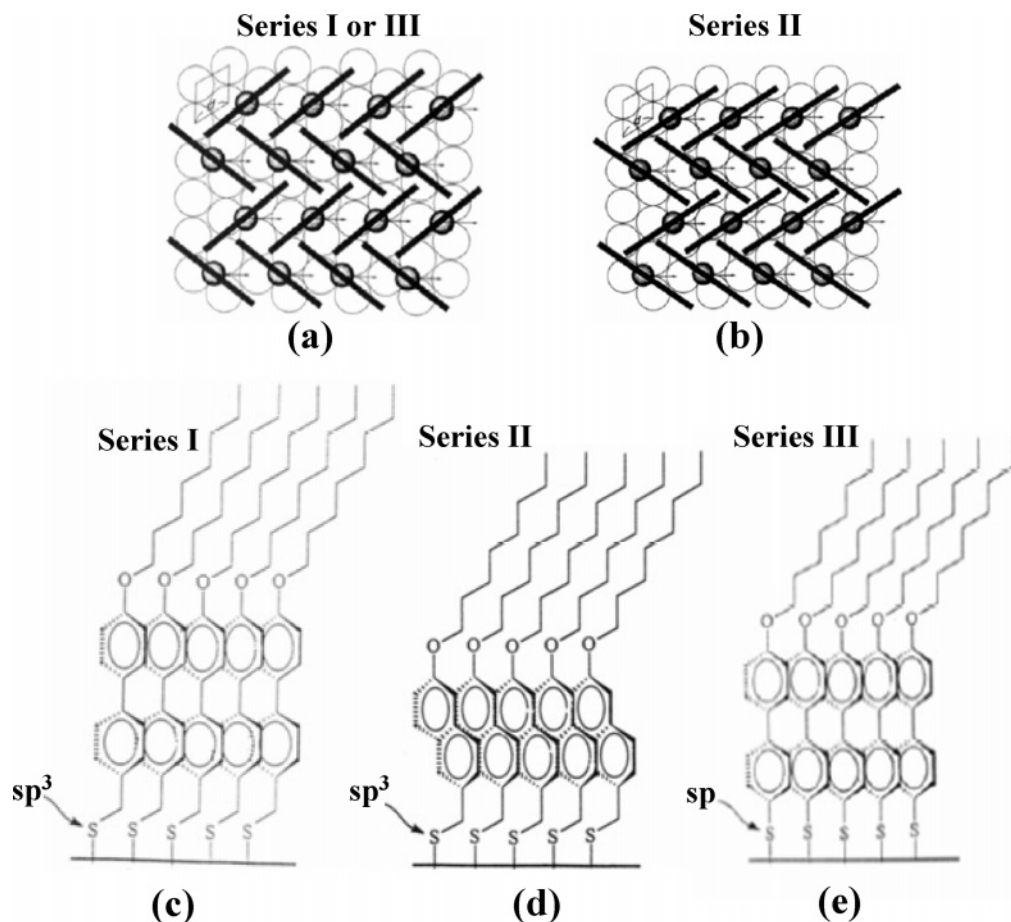 Series I or III
Series II
d
d
(a)
(b)
Series I
Series II
Series III
O O O O O
O O O O O
O O O O O
sp³
sp³
sp
S S S S S
S S S S S
S S S S S
(c)
(d)
(e)